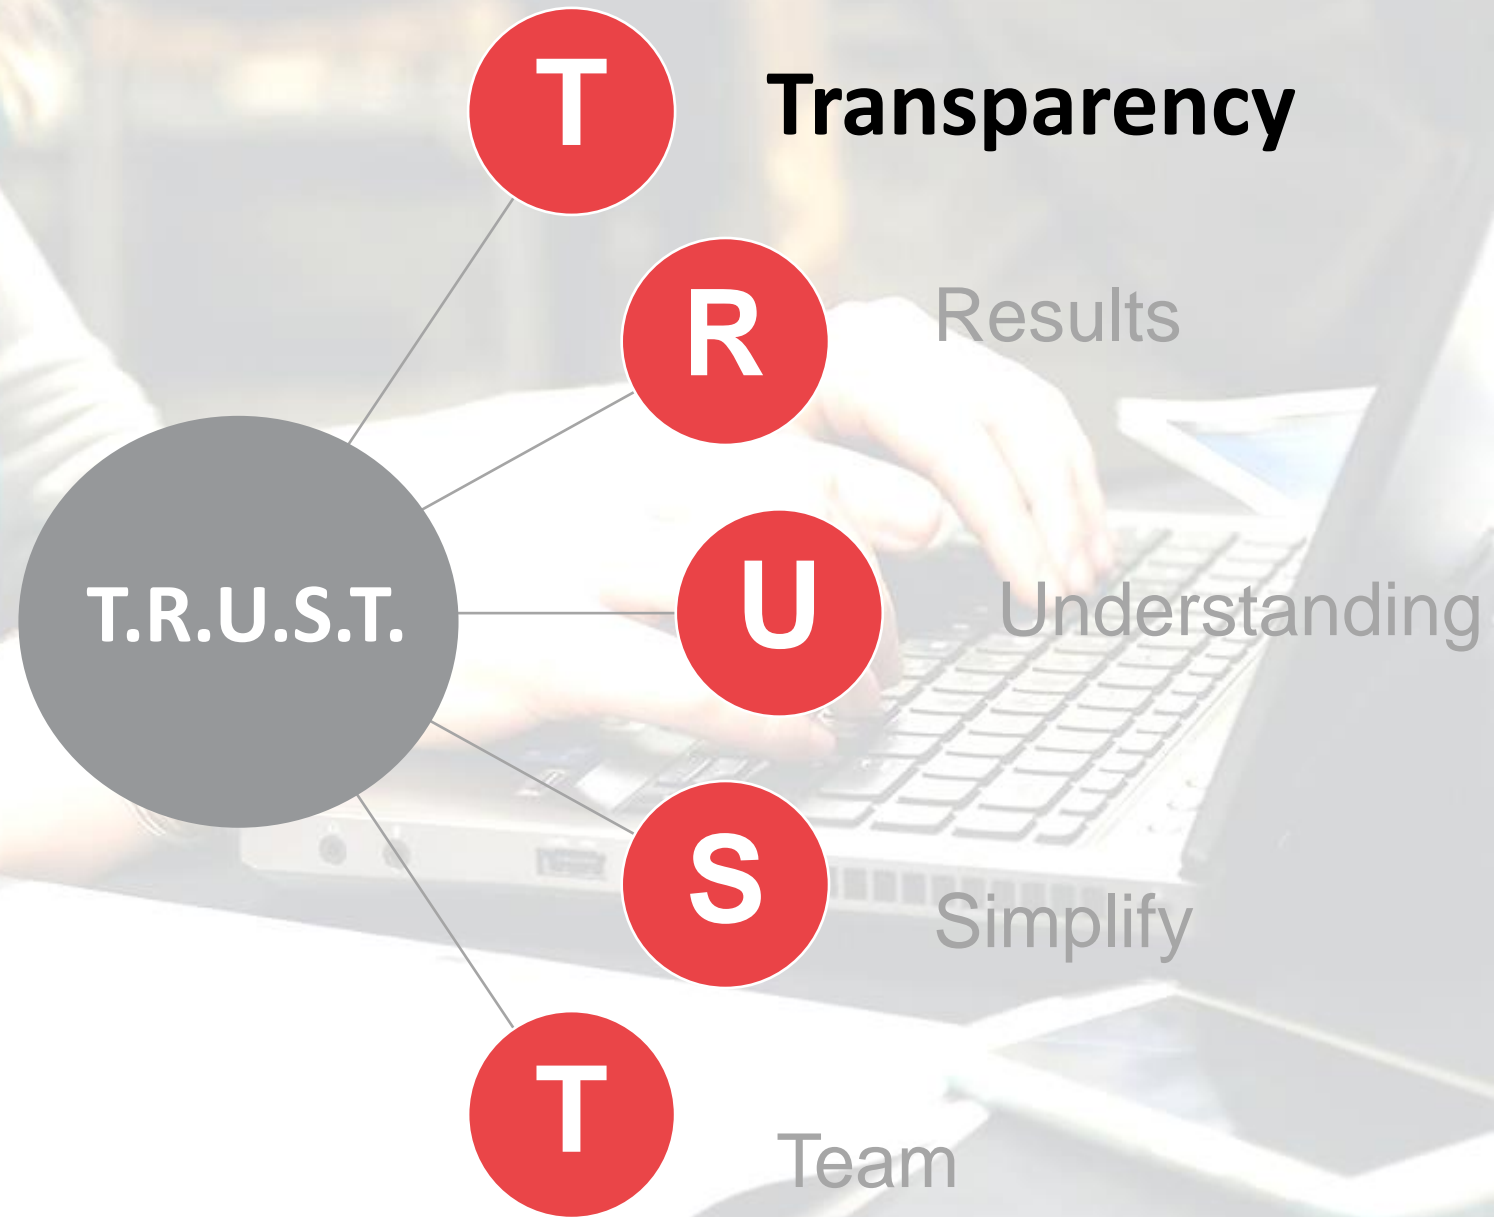 T
Transparency
R
Results
T.R.U.S.T.
U
Understanding
S
Simplify
T
Team